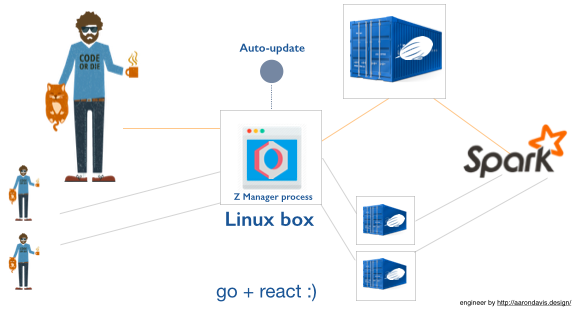 Auto-update
CODE
OR DIE
Spark
Z Manager process
Linux box
go + react :)
engineer by http://aarondavis.design/